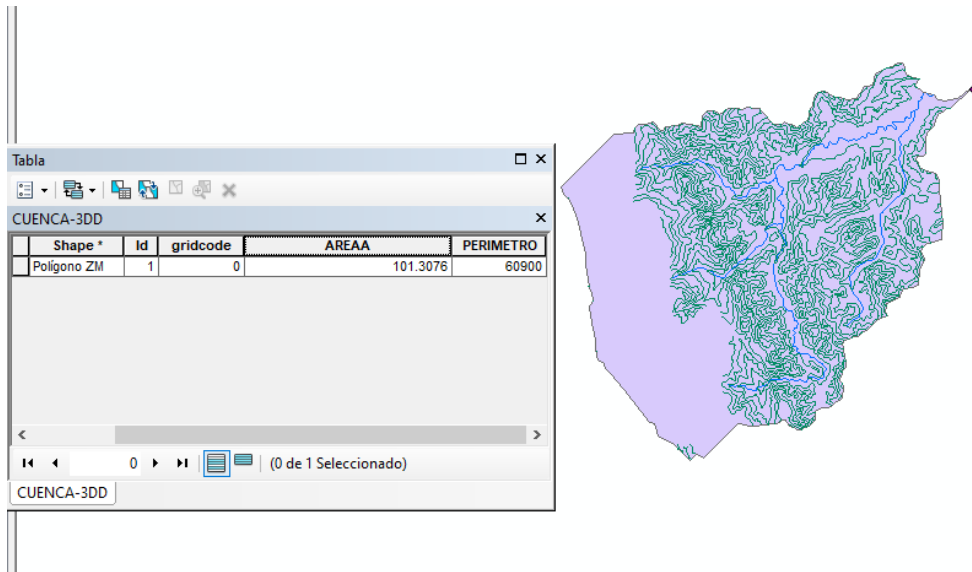 Tabla
CUENCA-3DD
Shape * Id gridcode AREAA PERIMETRO
Polígono ZM 1 0 101.3076 60900
0 (0 de 1 Seleccionado)
CUENCA-3DD